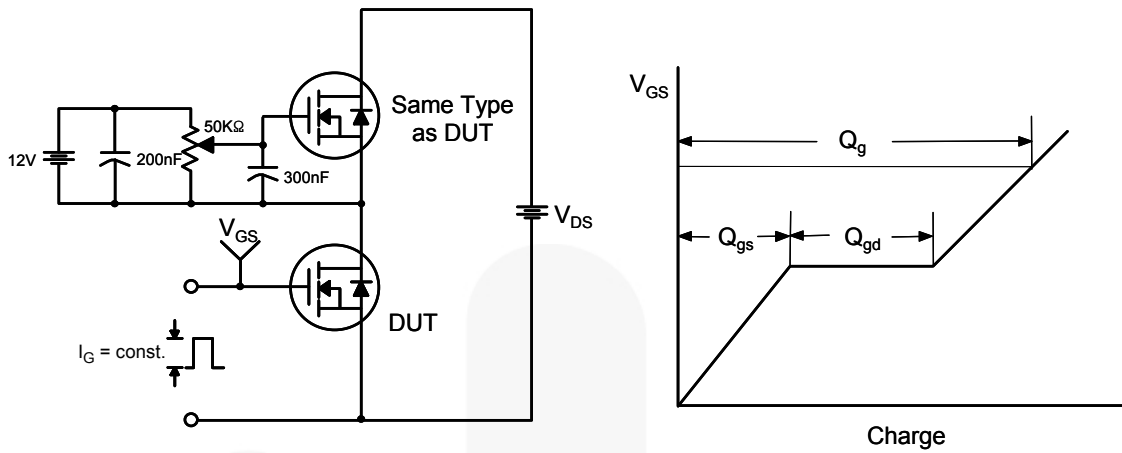 Same Type
as DUT
50KΩ
12V
200nF
300nF
V_GS
V_DS
DUT
I_G = const.
V_GS
Q_g
Q_gs
Q_gd
Charge